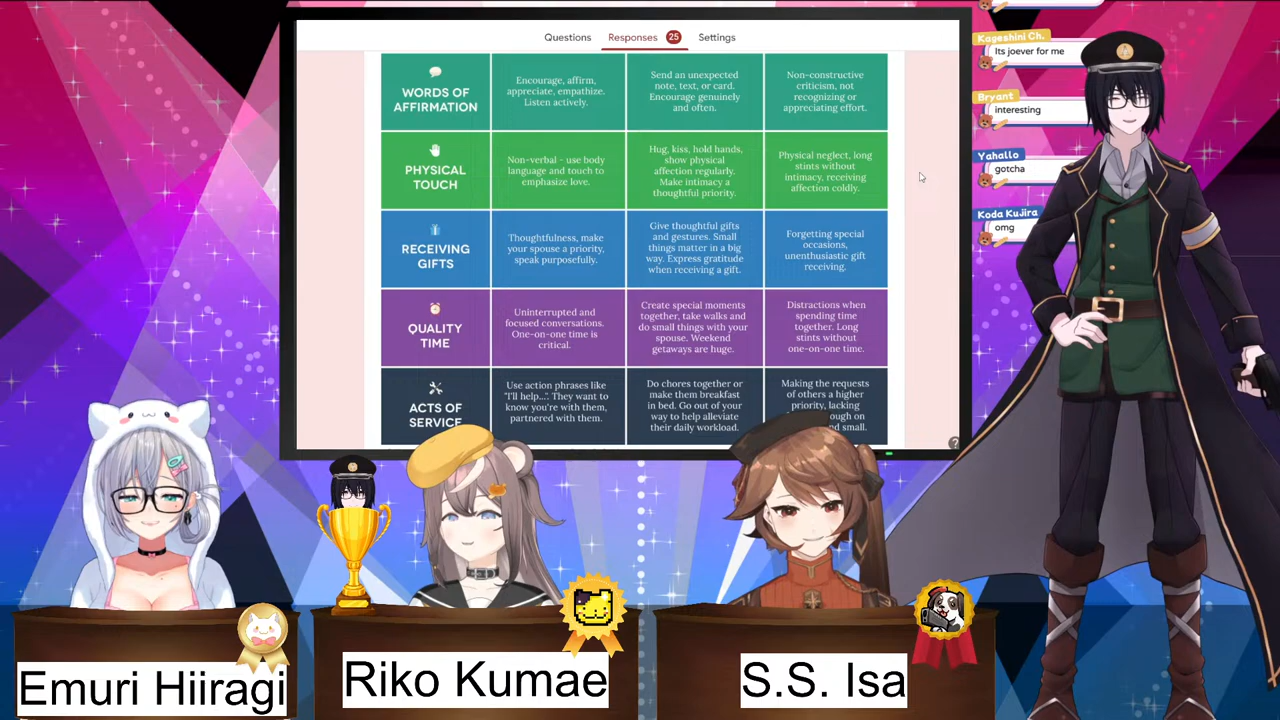 Questions
Responses
25
Settings
WORDS OF
AFFIRMATION
Encourage, affirm,
appreciate, empathize.
Listen actively.
Send an unexpected
note, text, or card.
Encourage genuinely
and often.
Non-constructive
criticism, not
recognizing or
appreciating effort.
PHYSICAL
TOUCH
Non-verbal - use body
language and touch to
emphasize love.
Hug, kiss, hold hands,
show physical
affection regularly.
Make intimacy a
thoughtful priority.
Physical neglect, long
stints without
intimacy, receiving
affection coldly.
RECEIVING
GIFTS
Thoughtfulness, make
your spouse a priority,
speak purposefully.
Give thoughtful gifts
and gestures. Small
things matter in a big
way. Express gratitude
when receiving a gift.
Forgetting special
occasions,
unenthusiastic gift
receiving.
QUALITY
TIME
Uninterrupted and
focused conversations.
One-on-one time is
critical.
Create special moments
together, take walks and
do small things with your
spouse. Weekend
getaways are huge.
Distractions when
spending time
together. Long
stints without
one-on-one time.
ACTS OF
SERVICE
Use action phrases like
"I'll help...". They want to
know you're with them,
partnered with them.
Do chores together or
make them breakfast
in bed. Go out of your
way to help alleviate
their daily workload.
Making the requests
of others a higher
priority, lacking
small.
?
Kageshini Ch.
Its joever for me
Bryant
interesting
Yahallo
gotcha
Koda Kujira
omg
Emuri Hiiragi
Riko Kumae
S.S. Isa